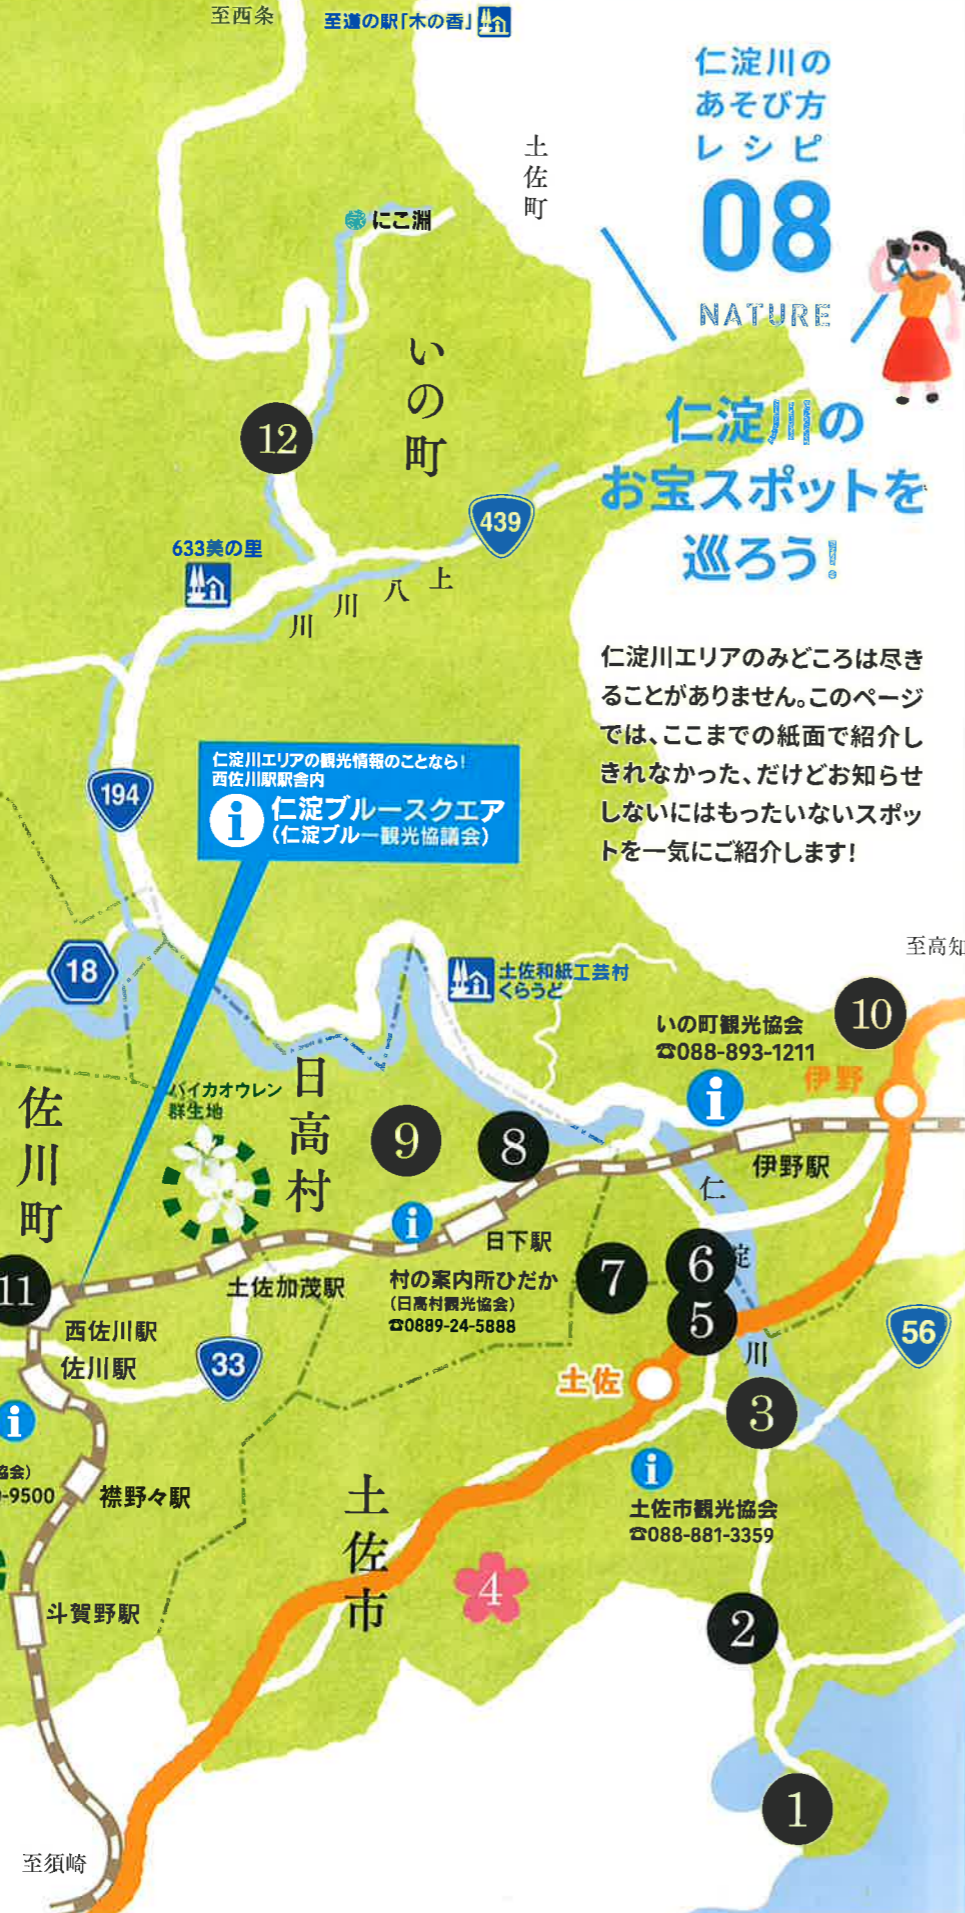 至西条
至道の駅「木の香」
仁淀川の
あそび方
レシピ
08
NATURE
土佐町
にこ淵
いの町
仁淀川の
お宝スポットを
巡ろう!
12
439
633美の里
上八川川
仁淀川エリアのみどころは尽き
ることがありません。このページ
では、ここまでの紙面で紹介し
きれなかった、だけどお知らせ
しないにはもったいないスポッ
トを一気にご紹介します!
194
仁淀川エリアの観光情報のことなら!
西佐川駅駅舎内
i 仁淀ブルースクエア
(仁淀ブルー観光協議会)
至高知
18
土佐和紙工芸村
くらうど
10
いの町観光協会
☎088-893-1211
i
伊野
佐川町
バイカオウレン
群生地
日高村
9
8
伊野駅
仁淀川
i
日下駅
村の案内所ひだか
(日高村観光協会)
☎0889-24-5888
7
6
5
11
土佐加茂駅
西佐川駅
佐川駅
33
56
土佐
3
i
協会)
-9500
襟野々駅
i
土佐市観光協会
☎088-881-3359
土佐市
4
斗賀野駅
2
1
至須崎